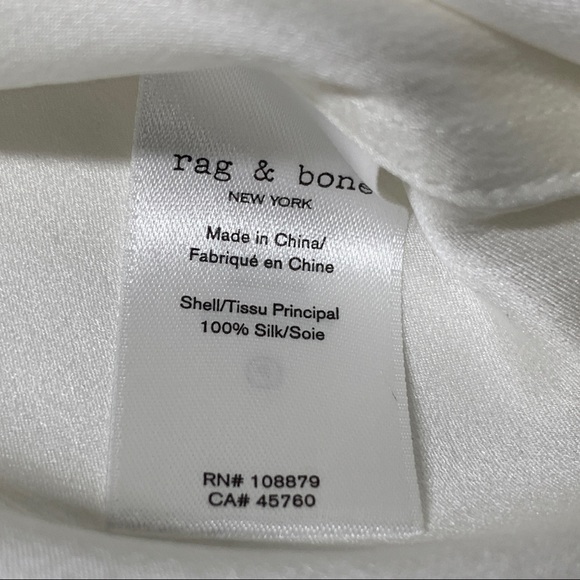 rag & bone
NEW YORK
Made in China/
Fabriqué en Chine
Shell/Tissu Principal
100% Silk/Soie
RN# 108879
CA# 45760